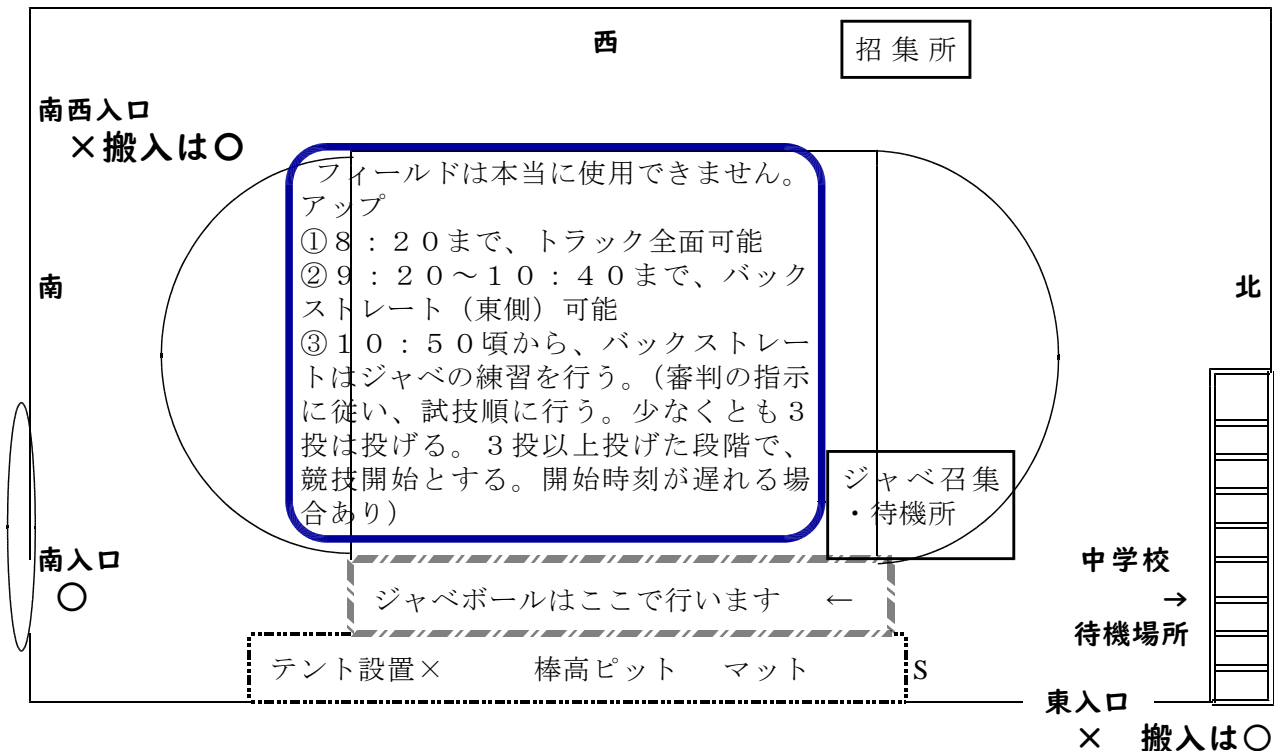 西
招集所
南西入口
×搬入は○
フィールドは本当に使用できません。
アップ
①８：２０まで、トラック全面可能
②９：２０～１０：４０まで、バック
ストレート（東側）可能
③１０：５０頃から、バックストレー
トはジャベの練習を行う。（審判の指示
に従い、試技順に行う。少なくとも３
投は投げる。３投以上投げた段階で、
競技開始とする。開始時刻が遅れる場
合あり）
南
北
ジャベ召集
・待機所
南入口
○
中学校
→
待機場所
ジャベボールはここで行います ←
テント設置× 棒高ピット マット S
東入口
× 搬入は○